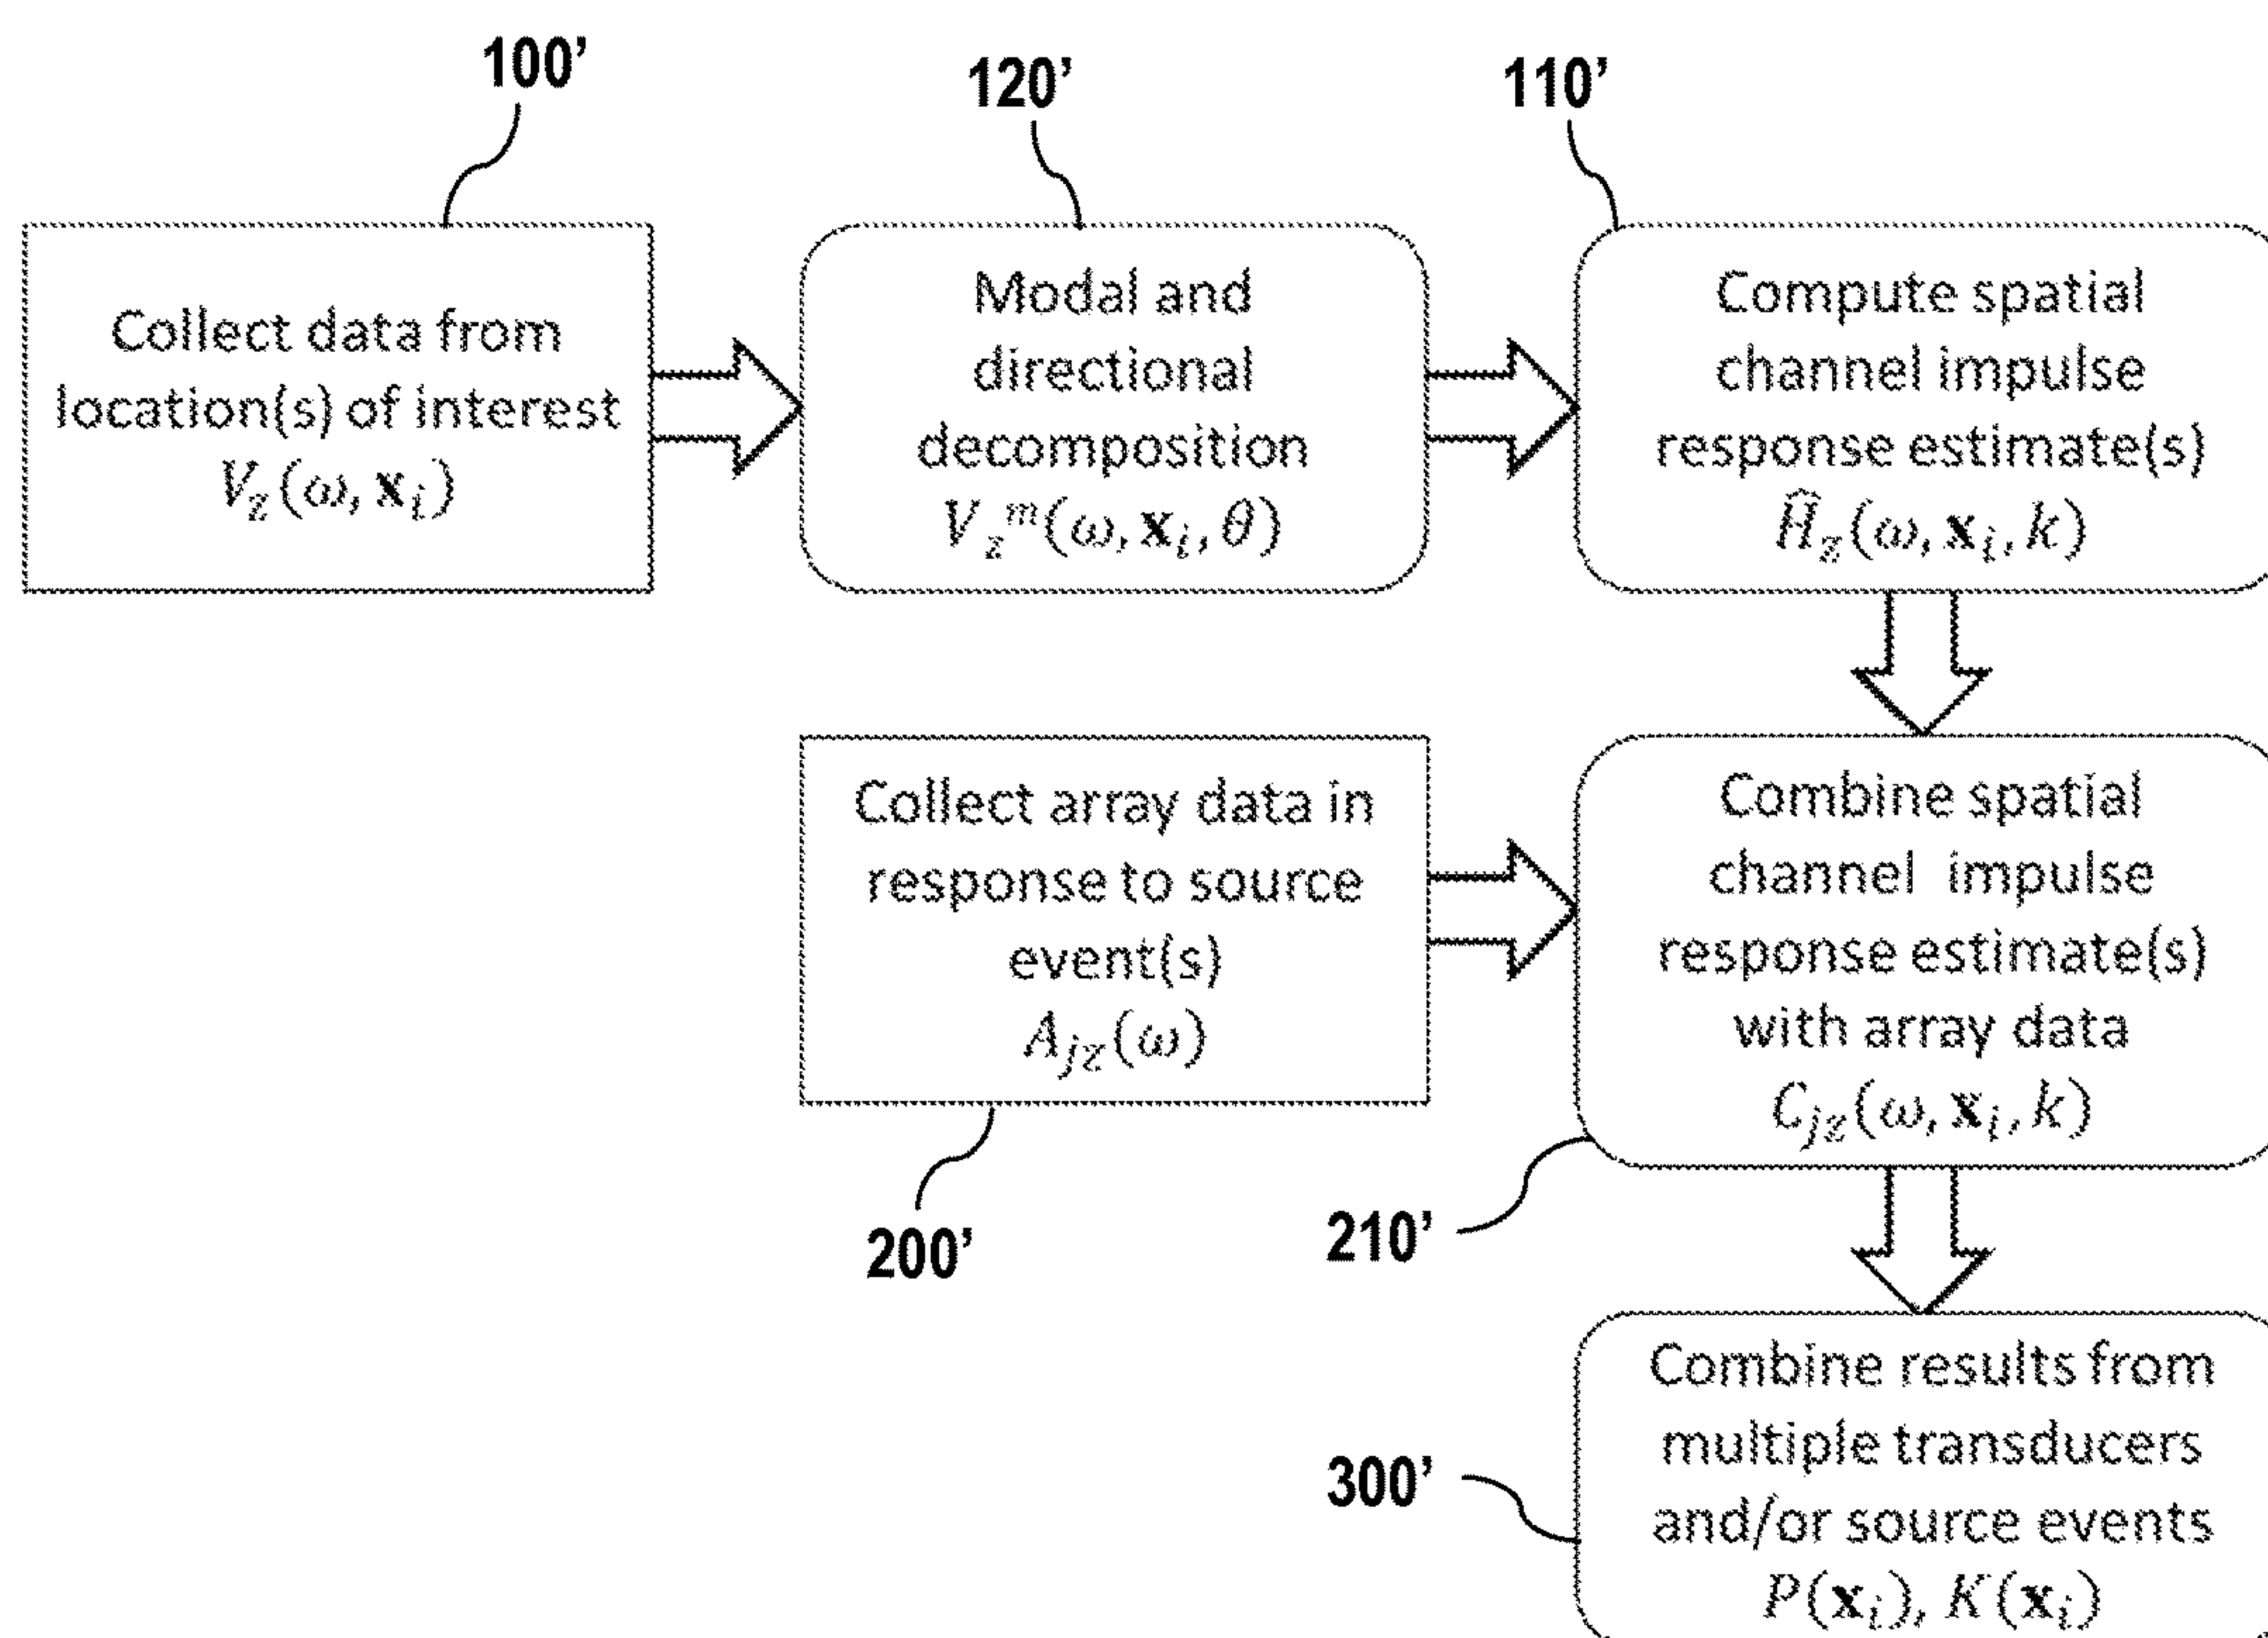 100’
120’
110’
Collect data from
location(s) of interest
V_z(ω, x_i)
Modal and
directional
decomposition
V_z^m(ω, x_i, θ)
Compute spatial
channel impulse
response estimate(s)
Ĥ_z(ω, x_i, k)
Collect array data in
response to source
event(s)
A_jz(ω)
Combine spatial
channel impulse
response estimate(s)
with array data
C_jz(ω, x_i, k)
200’
210’
300’
Combine results from
multiple transducers
and/or source events
P(x_i), K(x_i)